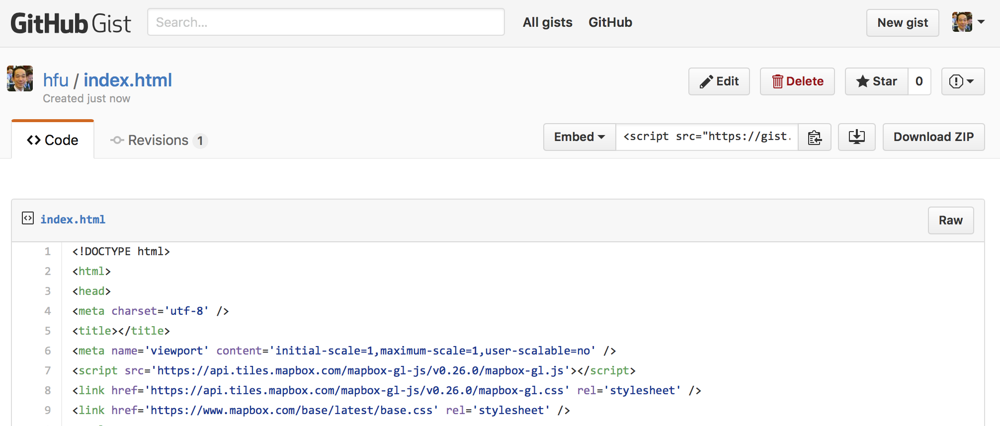 GitHub Gist Search... All gists GitHub New gist
hfu / index.html Edit Delete Star 0
Created just now
Code Revisions 1 Embed <script src="https://gist. Download ZIP
index.html Raw
1 <!DOCTYPE html>
2 <html>
3 <head>
4 <meta charset='utf-8' />
5 <title></title>
6 <meta name='viewport' content='initial-scale=1,maximum-scale=1,user-scalable=no' />
7 <script src='https://api.tiles.mapbox.com/mapbox-gl-js/v0.26.0/mapbox-gl.js'></script>
8 <link href='https://api.tiles.mapbox.com/mapbox-gl-js/v0.26.0/mapbox-gl.css' rel='stylesheet' />
9 <link href='https://www.mapbox.com/base/latest/base.css' rel='stylesheet' />